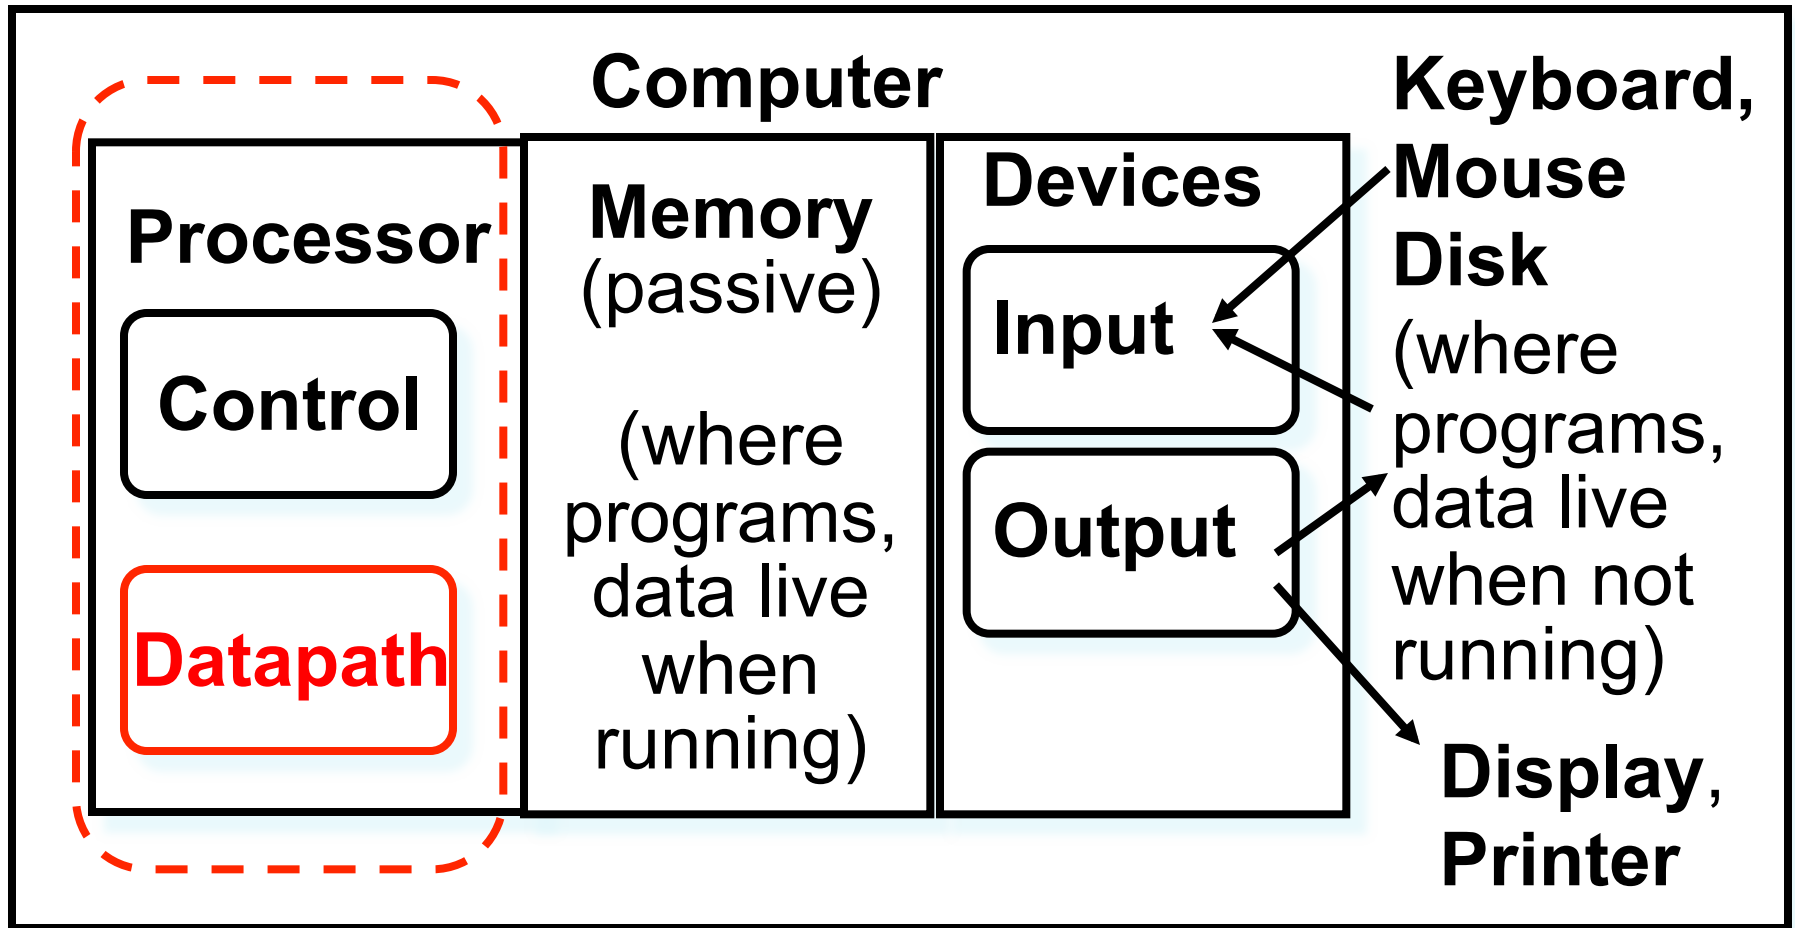 Computer
Processor
Control
Datapath
Memory
(passive)
(where
programs,
data live
when
running)
Devices
Input
Output
Keyboard,
Mouse
Disk
(where
programs,
data live
when not
running)
Display,
Printer